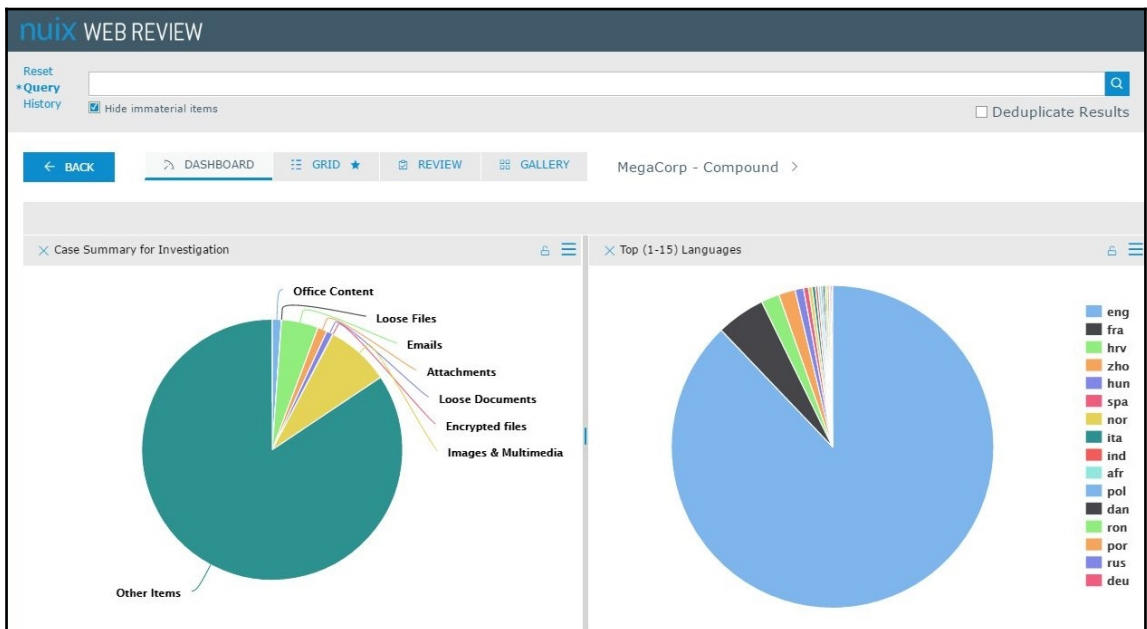 nuix WEB REVIEW
Reset
*Query
History
Hide immaterial items
Deduplicate Results
← BACK
DASHBOARD
GRID ★
REVIEW
GALLERY
MegaCorp - Compound >
Case Summary for Investigation
Office Content
Loose Files
Emails
Attachments
Loose Documents
Encrypted files
Images & Multimedia
Other Items
Top (1-15) Languages
eng
fra
hrv
zho
hun
spa
nor
ita
ind
afr
pol
dan
ron
por
rus
deu